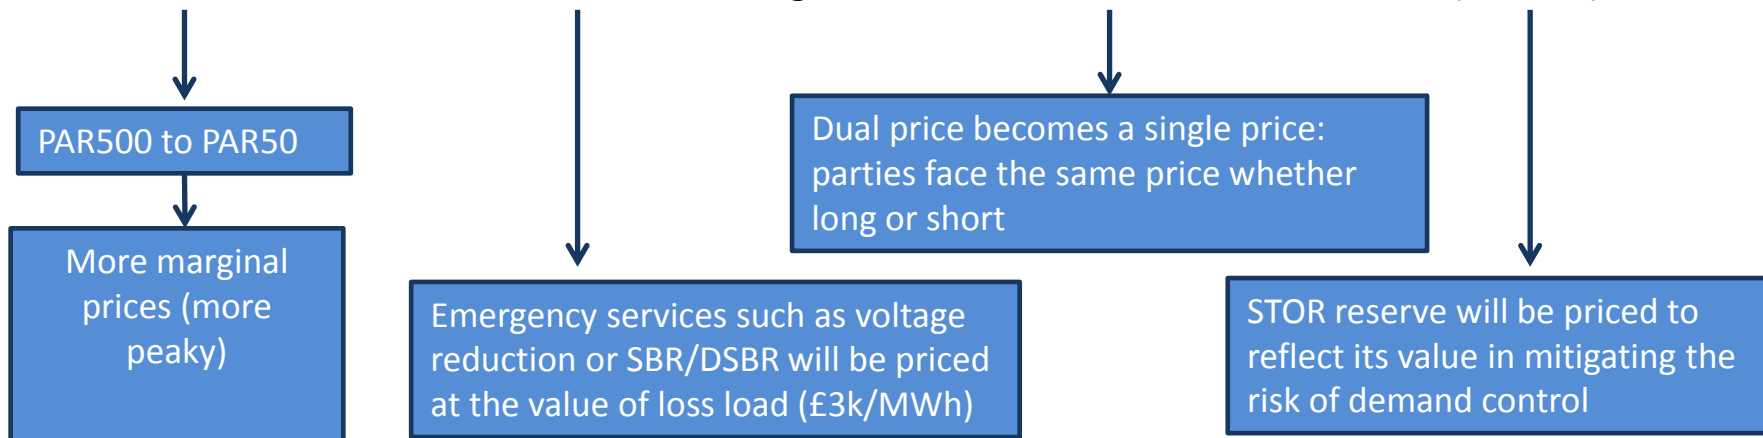 PAR500 to PAR50
More marginal
prices (more
peaky)
Emergency services such as voltage
reduction or SBR/DSBR will be priced
at the value of loss load (£3k/MWh)
Dual price becomes a single price:
parties face the same price whether
long or short
STOR reserve will be priced to
reflect its value in mitigating the
risk of demand control